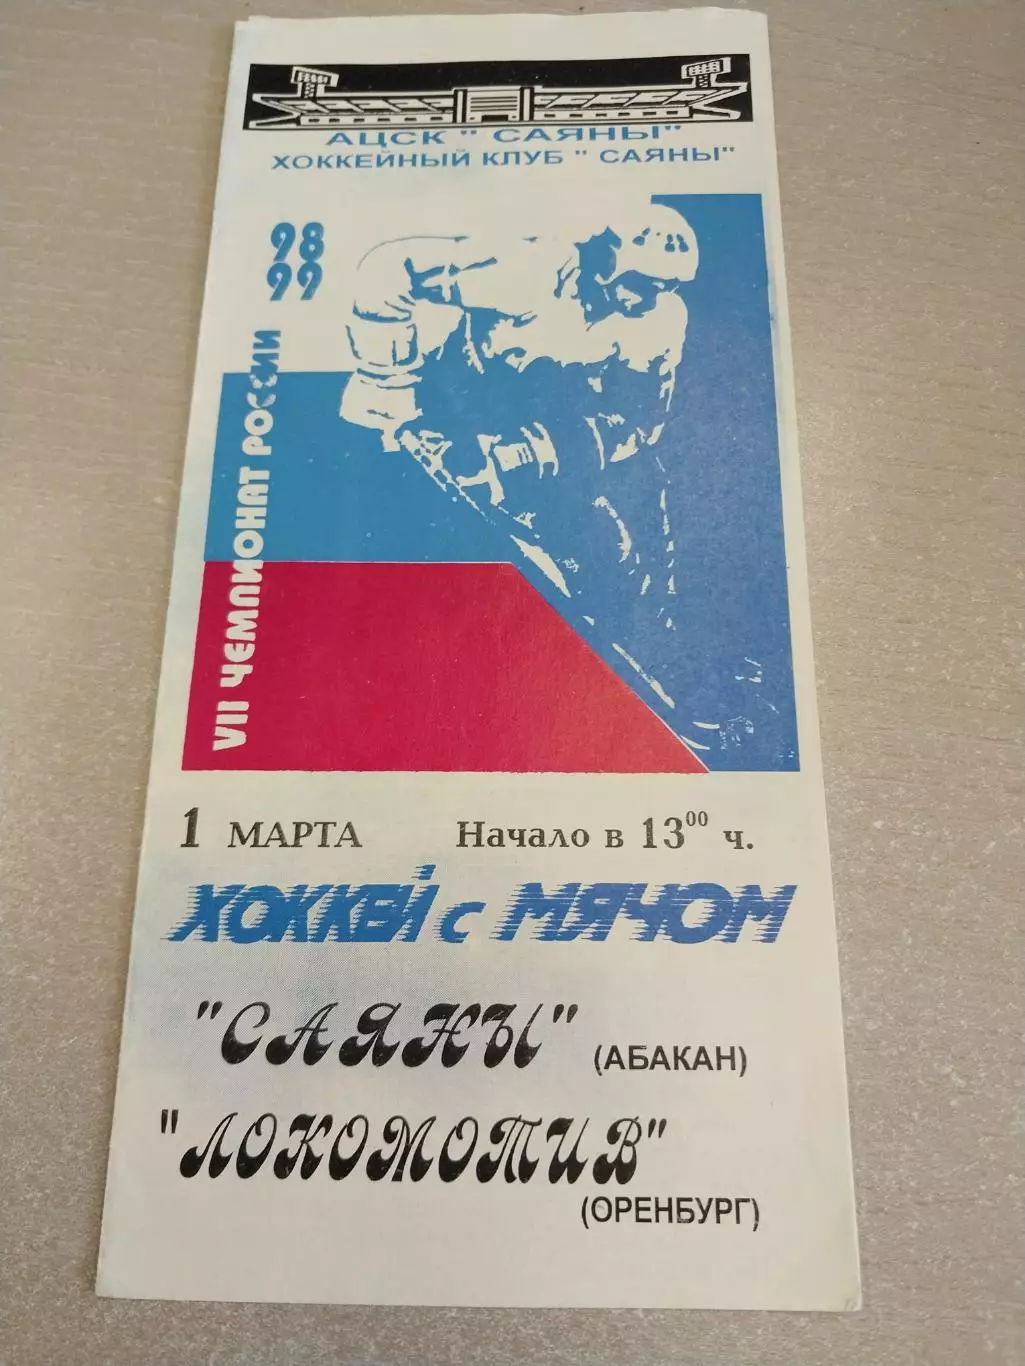 АЦСК " САЯНЫ"
ХОККЕЙНЫЙ КЛУБ " САЯНЫ"
98
99
VII ЧЕМПИОНАТ РОССИИ
1 МАРТА Начало в 13⁰⁰ ч.
ХОККЕЙ с МЯЧОМ
"САЯНЫ" (АБАКАН)
"ЛОКОМОТИВ"
(ОРЕНБУРГ)